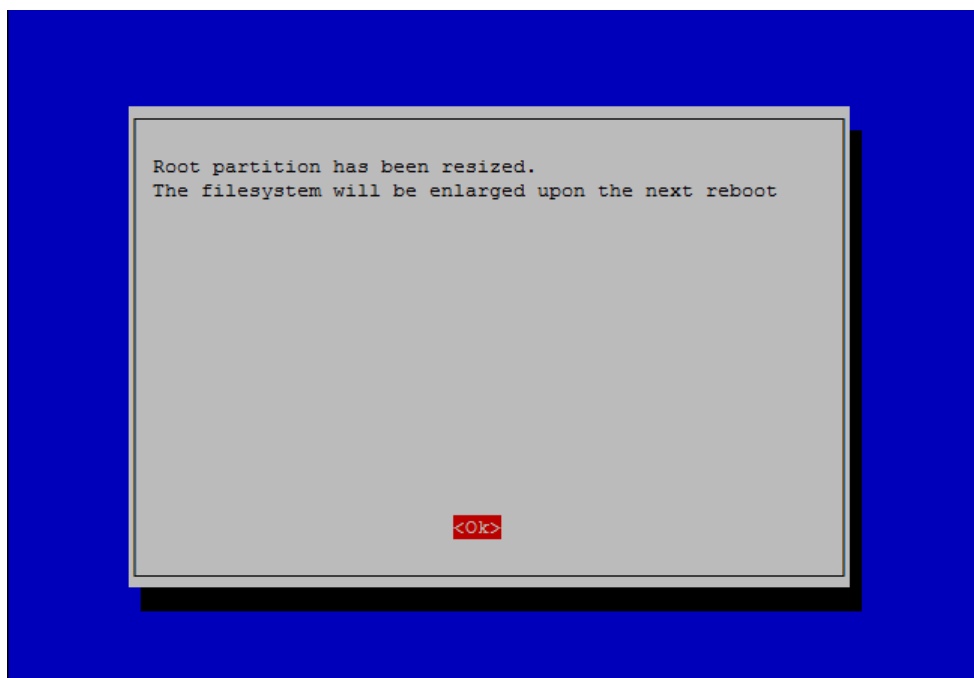 Root partition has been resized.
The filesystem will be enlarged upon the next reboot
<Ok>